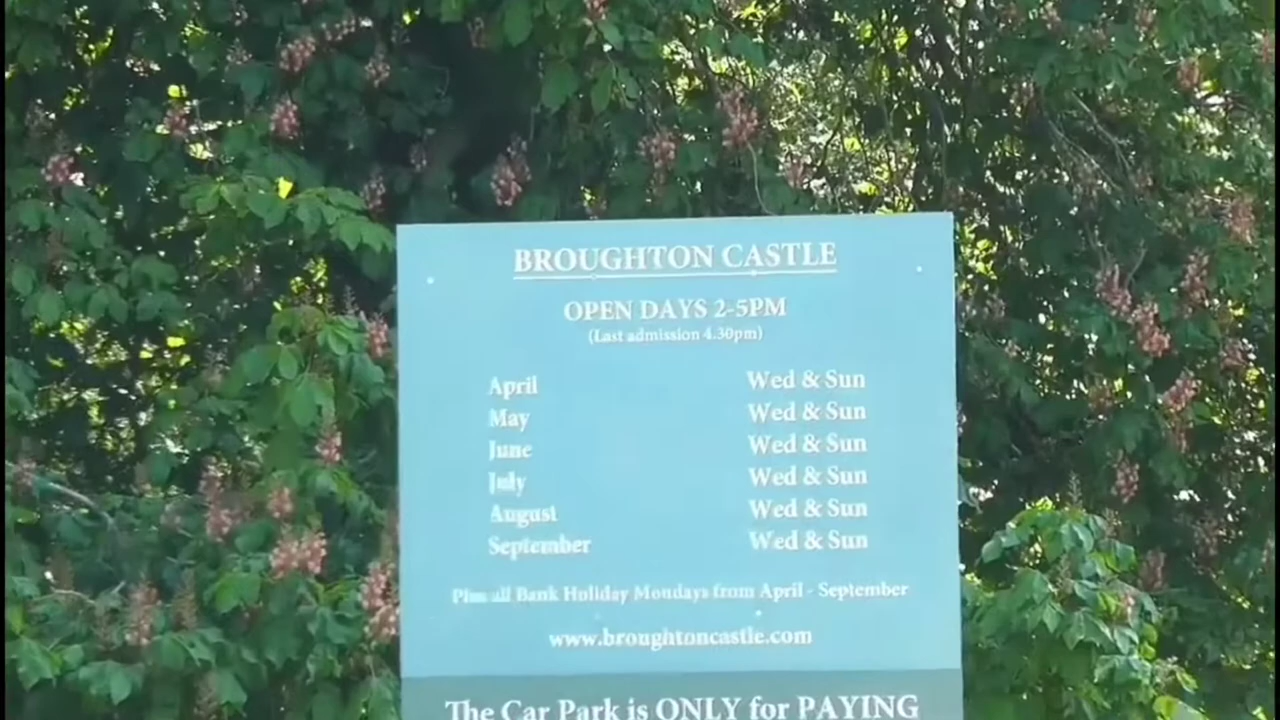 BROUGHTON CASTLE
OPEN DAYS 2-5PM
(Last admission 4.30pm)
April Wed & Sun
May Wed & Sun
June Wed & Sun
July Wed & Sun
August Wed & Sun
September Wed & Sun
Plus all Bank Holiday Mondays from April - September
www.broughtoncastle.com
The Car Park is ONLY for PAYING